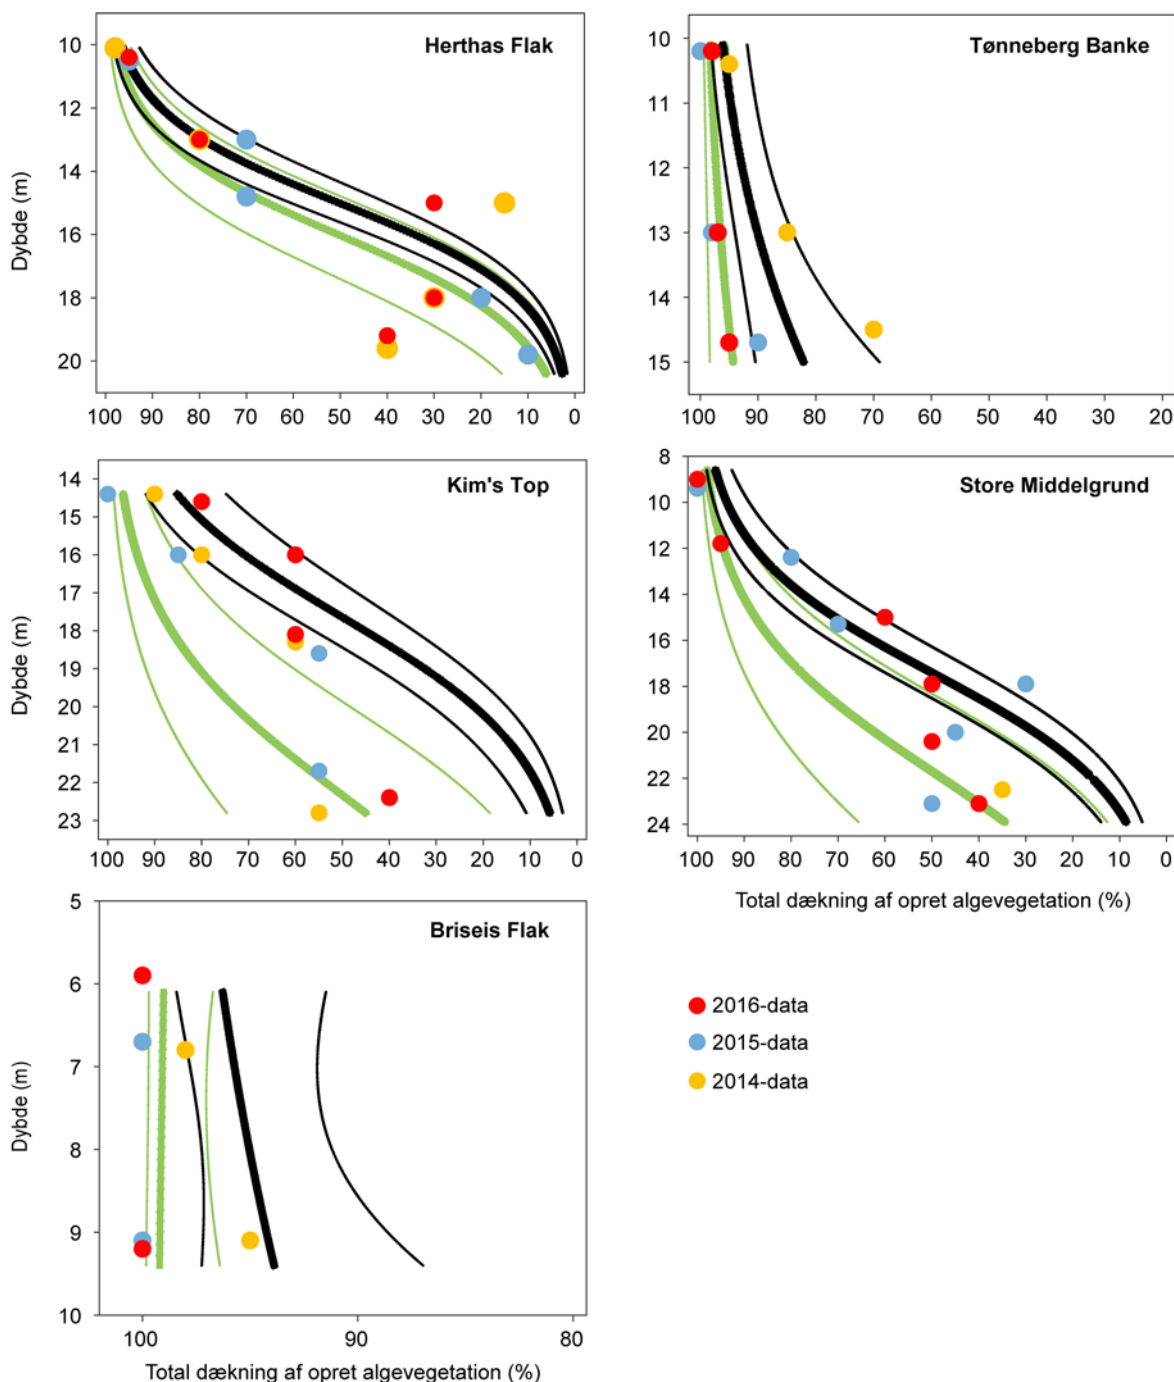 Herthas Flak
Dybde (m)
10
12
14
16
18
20
100 90 80 70 60 50 40 30 20 10 0
Tønneberg Banke
10
11
12
13
14
15
100 90 80 70 60 50 40 30 20
Kim's Top
Dybde (m)
14
15
16
17
18
19
20
21
22
23
100 90 80 70 60 50 40 30 20 10 0
Store Middelgrund
8
10
12
14
16
18
20
22
24
100 90 80 70 60 50 40 30 20 10 0
Total dækning af opret algevegetation (%)
Briseis Flak
Dybde (m)
5
6
7
8
9
10
100 90 80
Total dækning af opret algevegetation (%)
2016-data
2015-data
2014-data